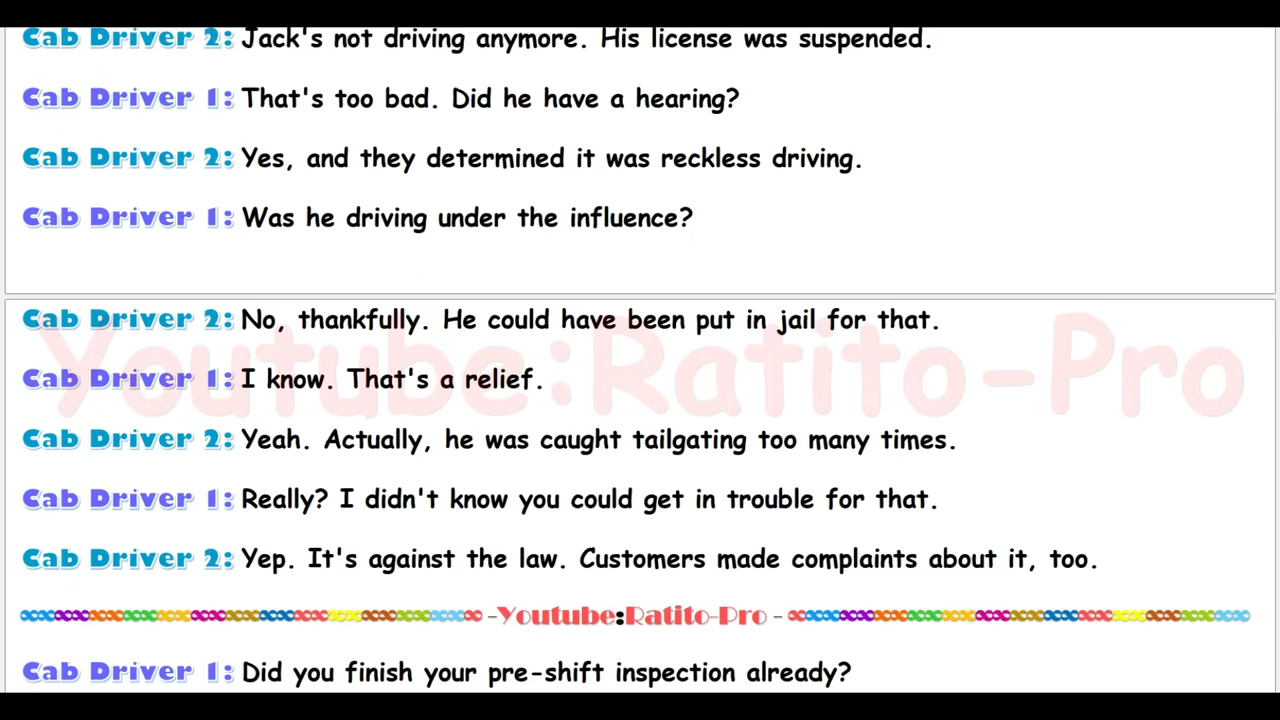 Cab Driver 2: Jack's not driving anymore. His license was suspended.
Cab Driver 1: That's too bad. Did he have a hearing?
Cab Driver 2: Yes, and they determined it was reckless driving.
Cab Driver 1: Was he driving under the influence?
Cab Driver 2: No, thankfully. He could have been put in jail for that.
Youtube:Ratito-Pro
Cab Driver 1: I know. That's a relief.
Cab Driver 2: Yeah. Actually, he was caught tailgating too many times.
Cab Driver 1: Really? I didn't know you could get in trouble for that.
Cab Driver 2: Yep. It's against the law. Customers made complaints about it, too.
-Youtube:Ratito-Pro -
Cab Driver 1: Did you finish your pre-shift inspection already?